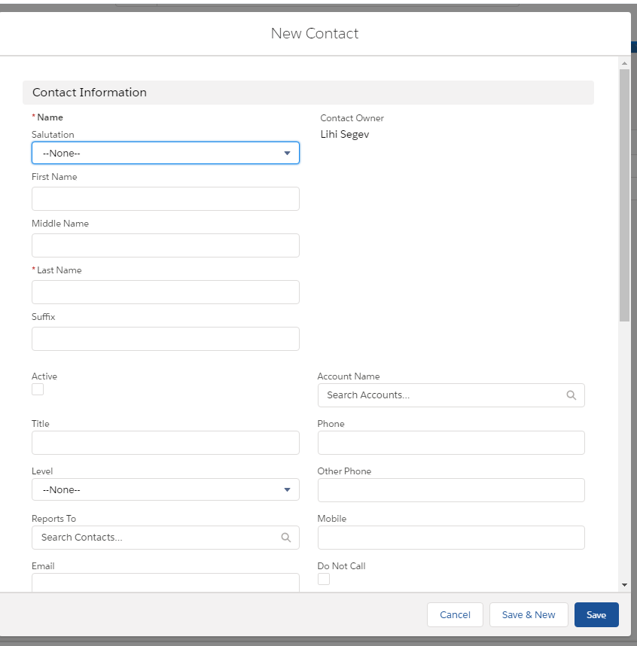 New Contact
Contact Information
*Name
Salutation
--None--
First Name
Middle Name
*Last Name
Suffix
Contact Owner
Lihi Segev
Active
Account Name
Search Accounts...
Title
Phone
Level
--None--
Other Phone
Reports To
Search Contacts...
Mobile
Email
Do Not Call
Cancel
Save & New
Save